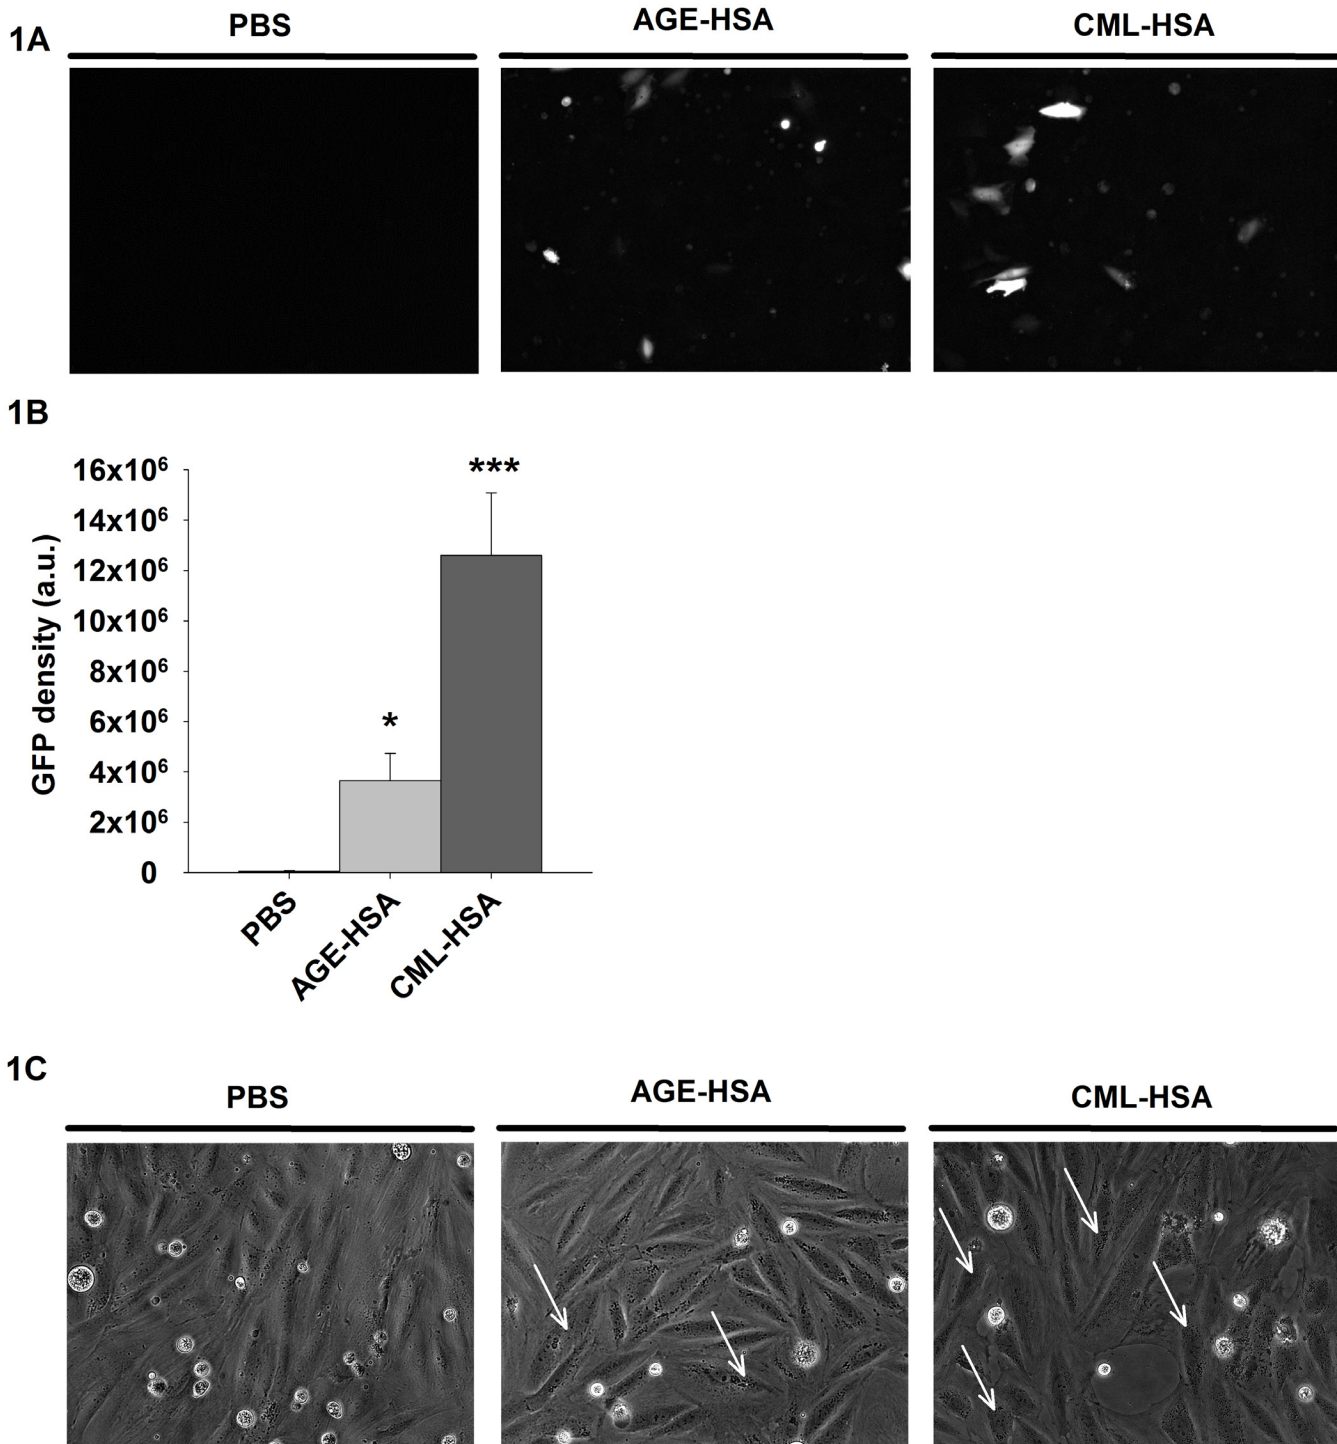 1A
PBS
AGE-HSA
CML-HSA
1B
16x10⁶
14x10⁶
12x10⁶
10x10⁶
8x10⁶
6x10⁶
4x10⁶
2x10⁶
0
GFP density (a.u.)
*
***
PBS
AGE-HSA
CML-HSA
1C
PBS
AGE-HSA
CML-HSA